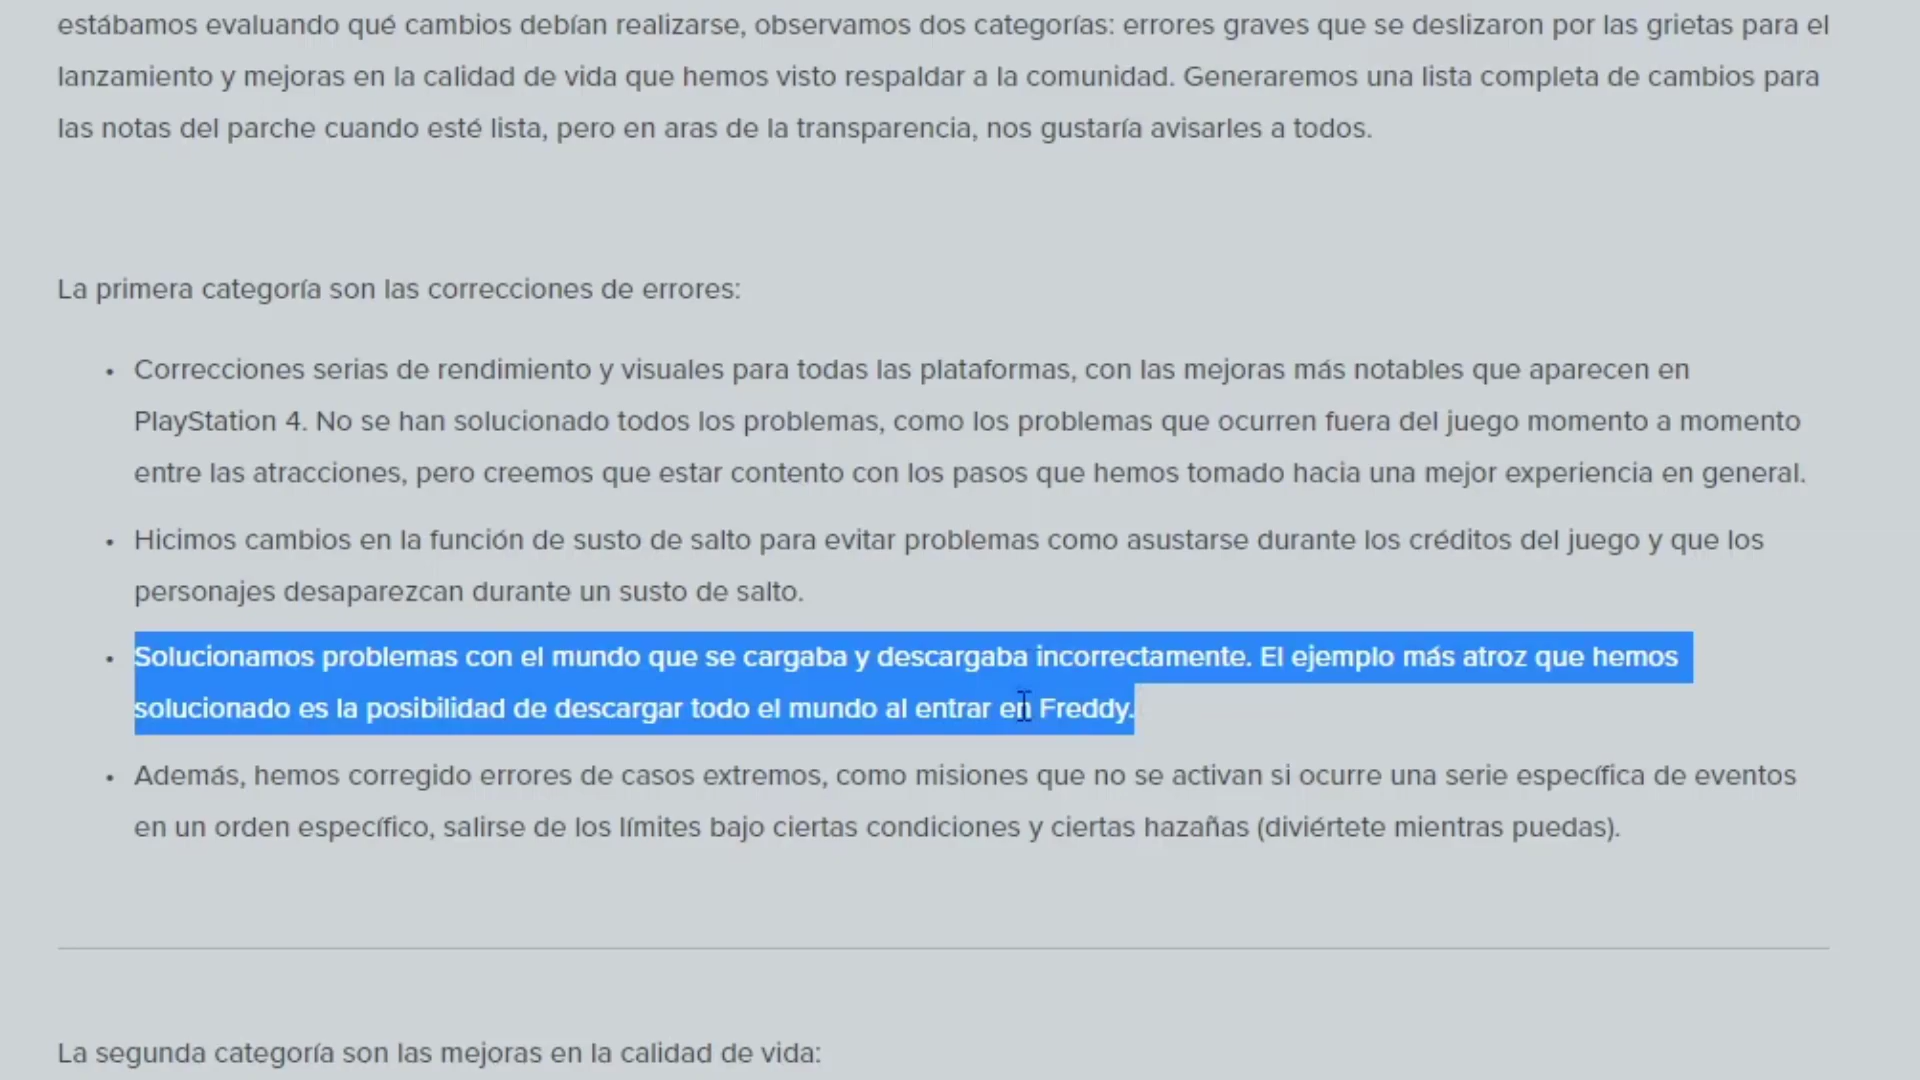 estábamos evaluando qué cambios debían realizarse, observamos dos categorías: errores graves que se deslizaron por las grietas para el
lanzamiento y mejoras en la calidad de vida que hemos visto respaldar a la comunidad. Generaremos una lista completa de cambios para
las notas del parche cuando esté lista, pero en aras de la transparencia, nos gustaría avisarles a todos.
La primera categoría son las correcciones de errores:
• Correcciones serias de rendimiento y visuales para todas las plataformas, con las mejoras más notables que aparecen en
PlayStation 4. No se han solucionado todos los problemas, como los problemas que ocurren fuera del juego momento a momento
entre las atracciones, pero creemos que estar contento con los pasos que hemos tomado hacia una mejor experiencia en general.
• Hicimos cambios en la función de susto de salto para evitar problemas como asustarse durante los créditos del juego y que los
personajes desaparezcan durante un susto de salto.
• Solucionamos problemas con el mundo que se cargaba y descargaba incorrectamente. El ejemplo más atroz que hemos
solucionado es la posibilidad de descargar todo el mundo al entrar en Freddy.
• Además, hemos corregido errores de casos extremos, como misiones que no se activan si ocurre una serie específica de eventos
en un orden específico, salirse de los límites bajo ciertas condiciones y ciertas hazañas (diviértete mientras puedas).
La segunda categoría son las mejoras en la calidad de vida: